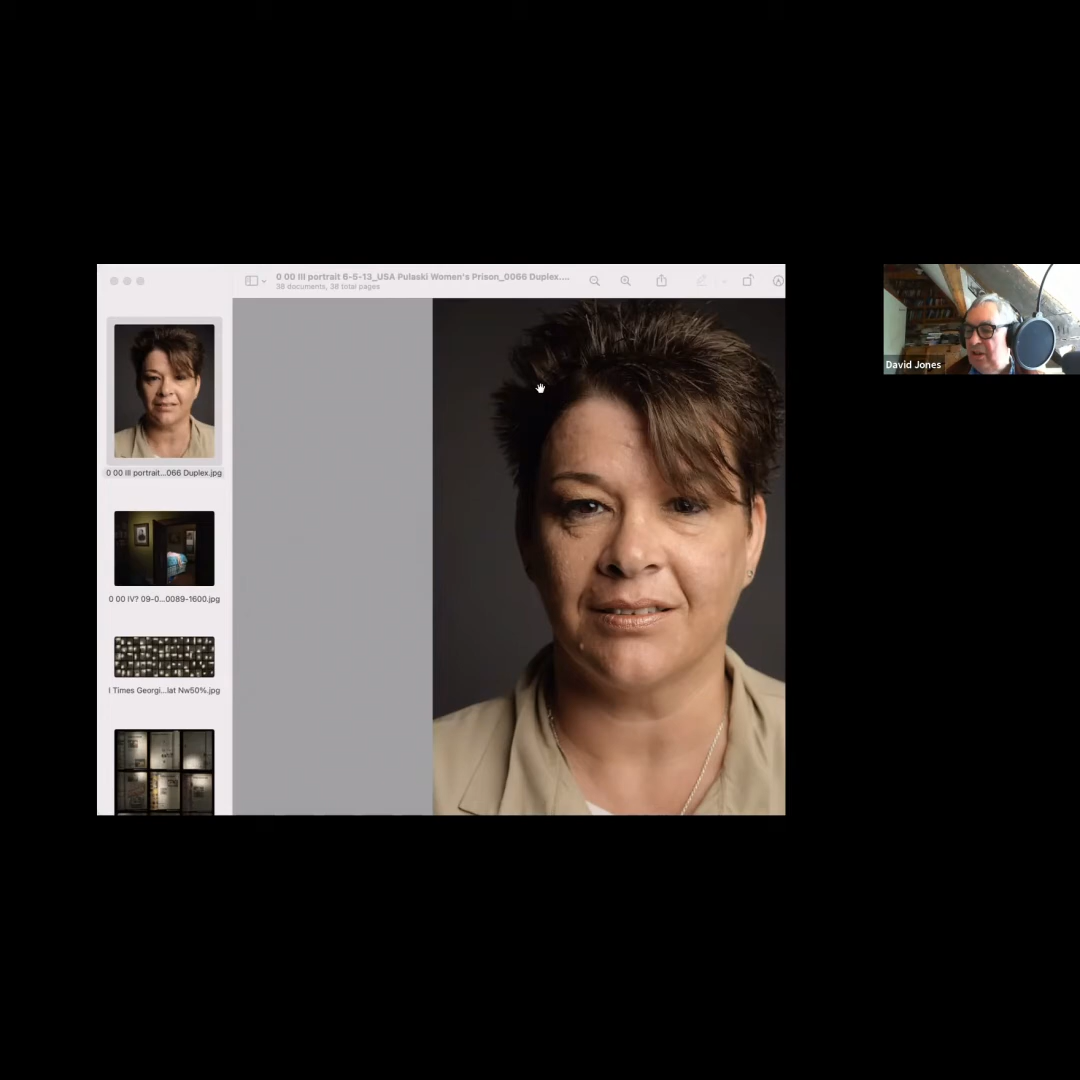 0 00 III portrait 6-5-13_USA Pulaski Women's Prison_0066 Duplex....
38 documents, 38 total pages
0 00 III portrait...066 Duplex.jpg
0 00 IV? 09-0...0089-1600.jpg
I Times Georgi...lat Nw50%.jpg
David Jones